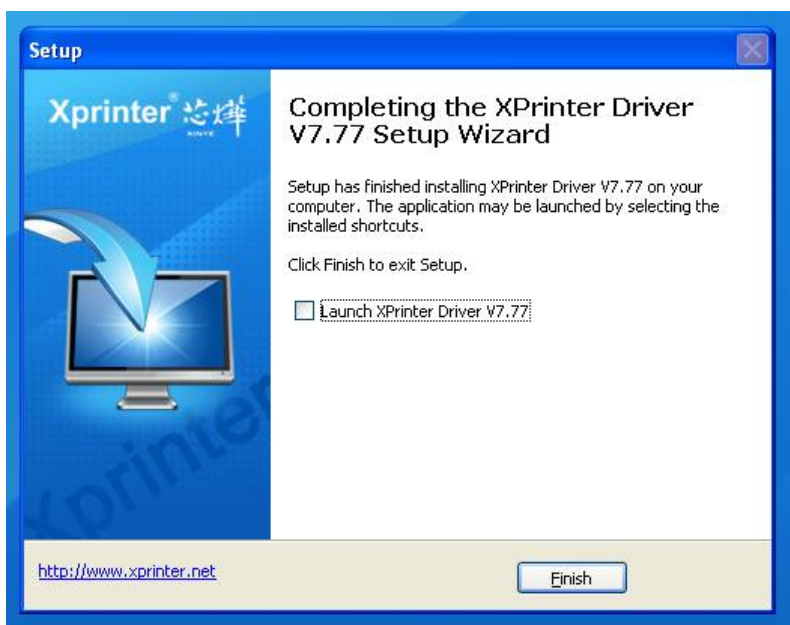 Setup
Xprinter® 芯烨
XINYE
Completing the XPrinter Driver
V7.77 Setup Wizard
Setup has finished installing XPrinter Driver V7.77 on your
computer. The application may be launched by selecting the
installed shortcuts.
Click Finish to exit Setup.
Launch XPrinter Driver V7.77
Xprinter
http://www.xprinter.net
Finish